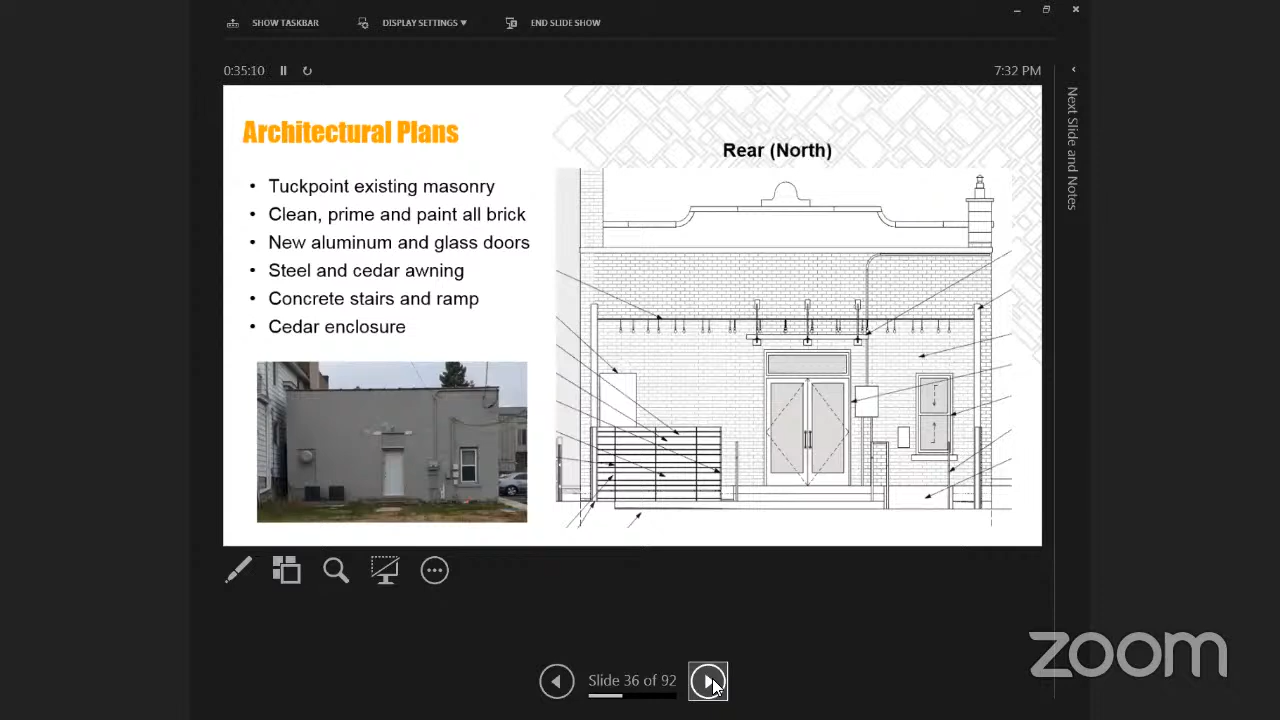 SHOW TASKBAR
DISPLAY SETTINGS ▼
END SLIDE SHOW
0:35:10
7:32 PM
Next Slide and Notes
Architectural Plans
Rear (North)
• Tuckpoint existing masonry
• Clean, prime and paint all brick
• New aluminum and glass doors
• Steel and cedar awning
• Concrete stairs and ramp
• Cedar enclosure
Slide 36 of 92
zoom